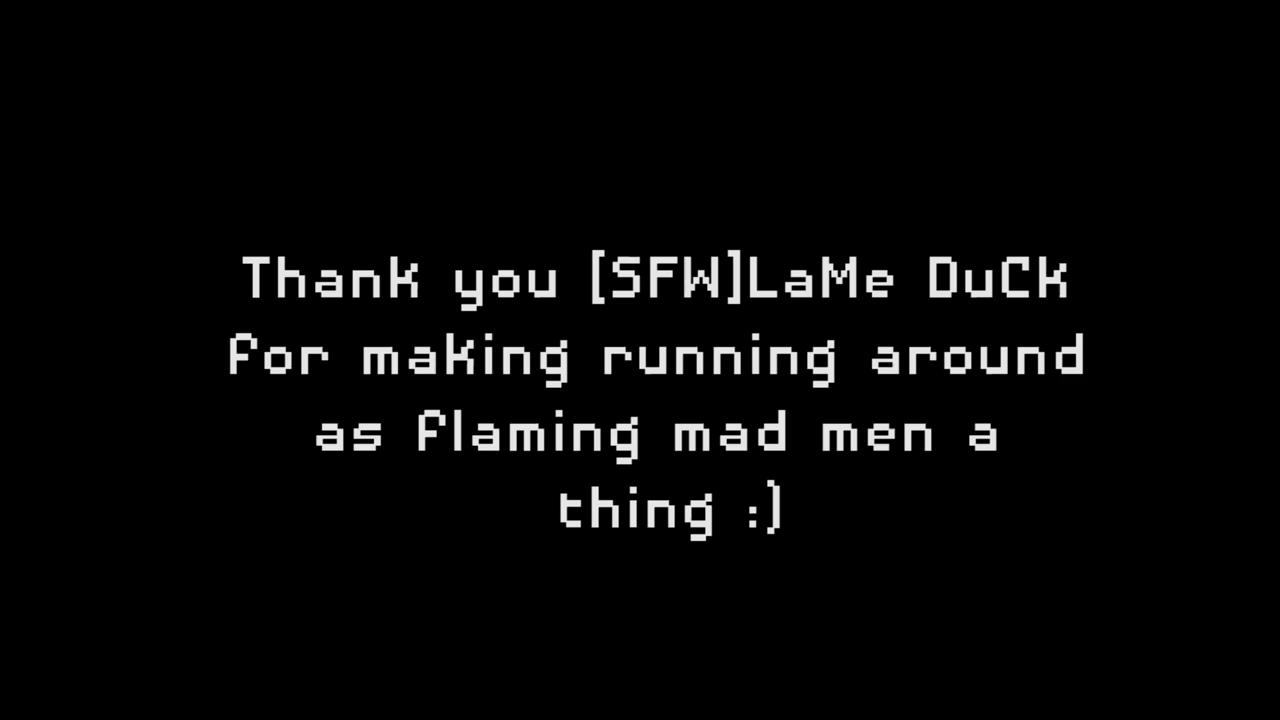 Thank you [SFW]LaMe DuCk
for making running around
as flaming mad men a
thing :)